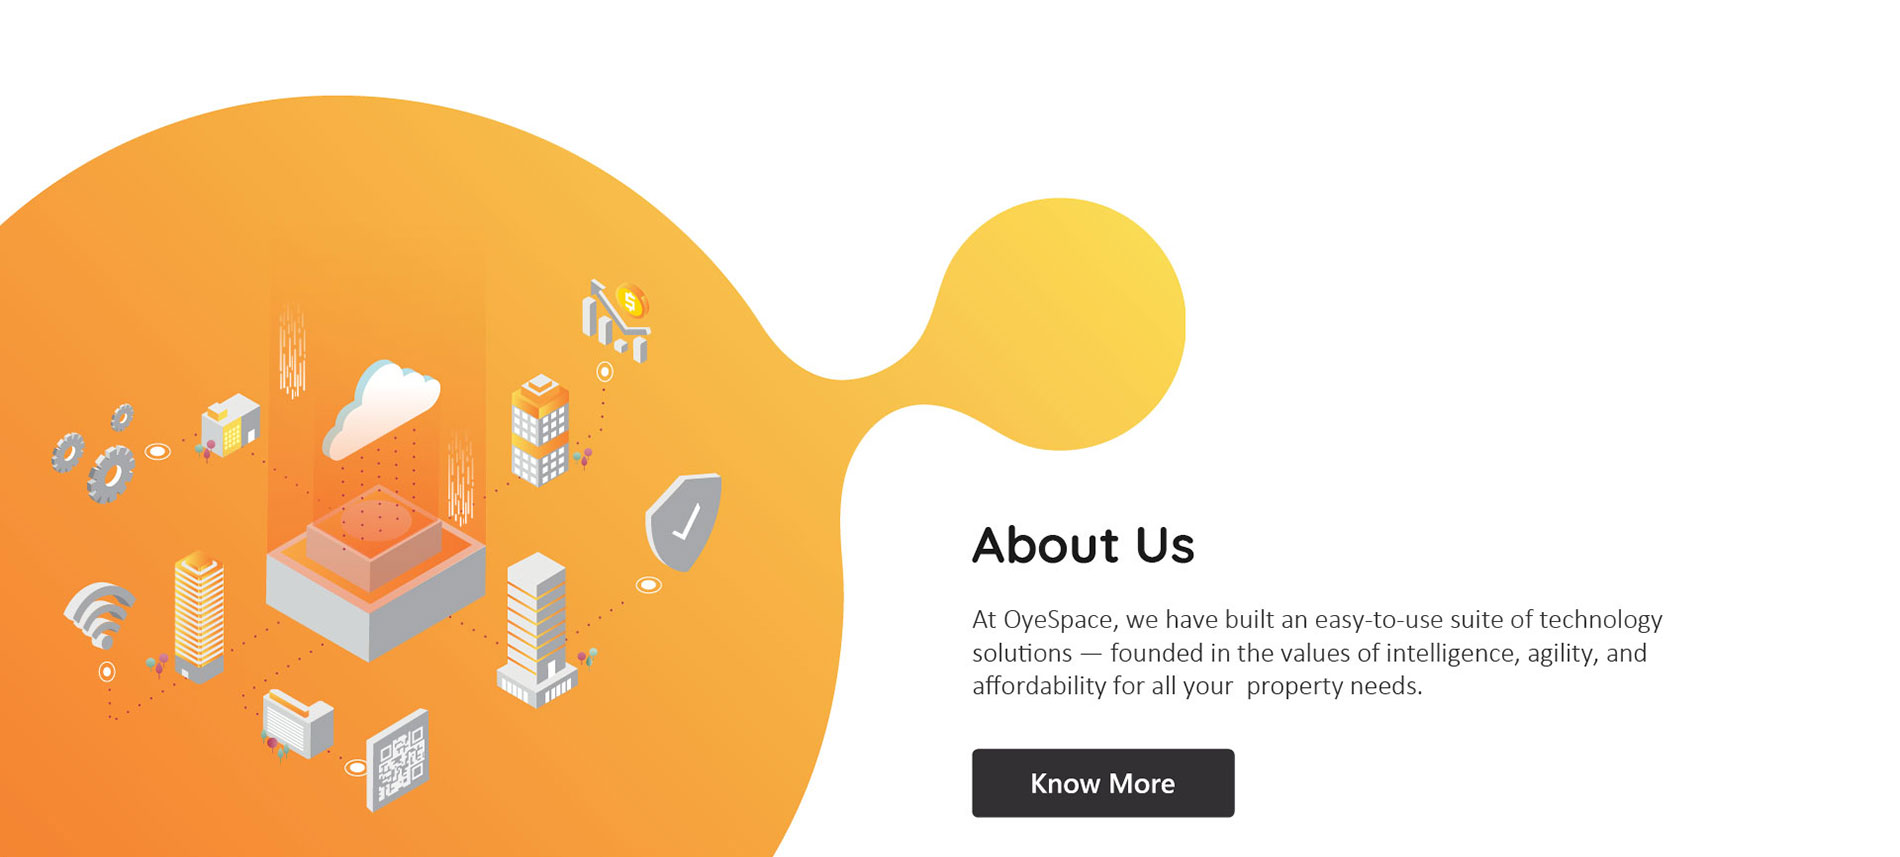 About Us
At OyeSpace, we have built an easy-to-use suite of technology
solutions — founded in the values of intelligence, agility, and
affordability for all your  property needs.
Know More
$